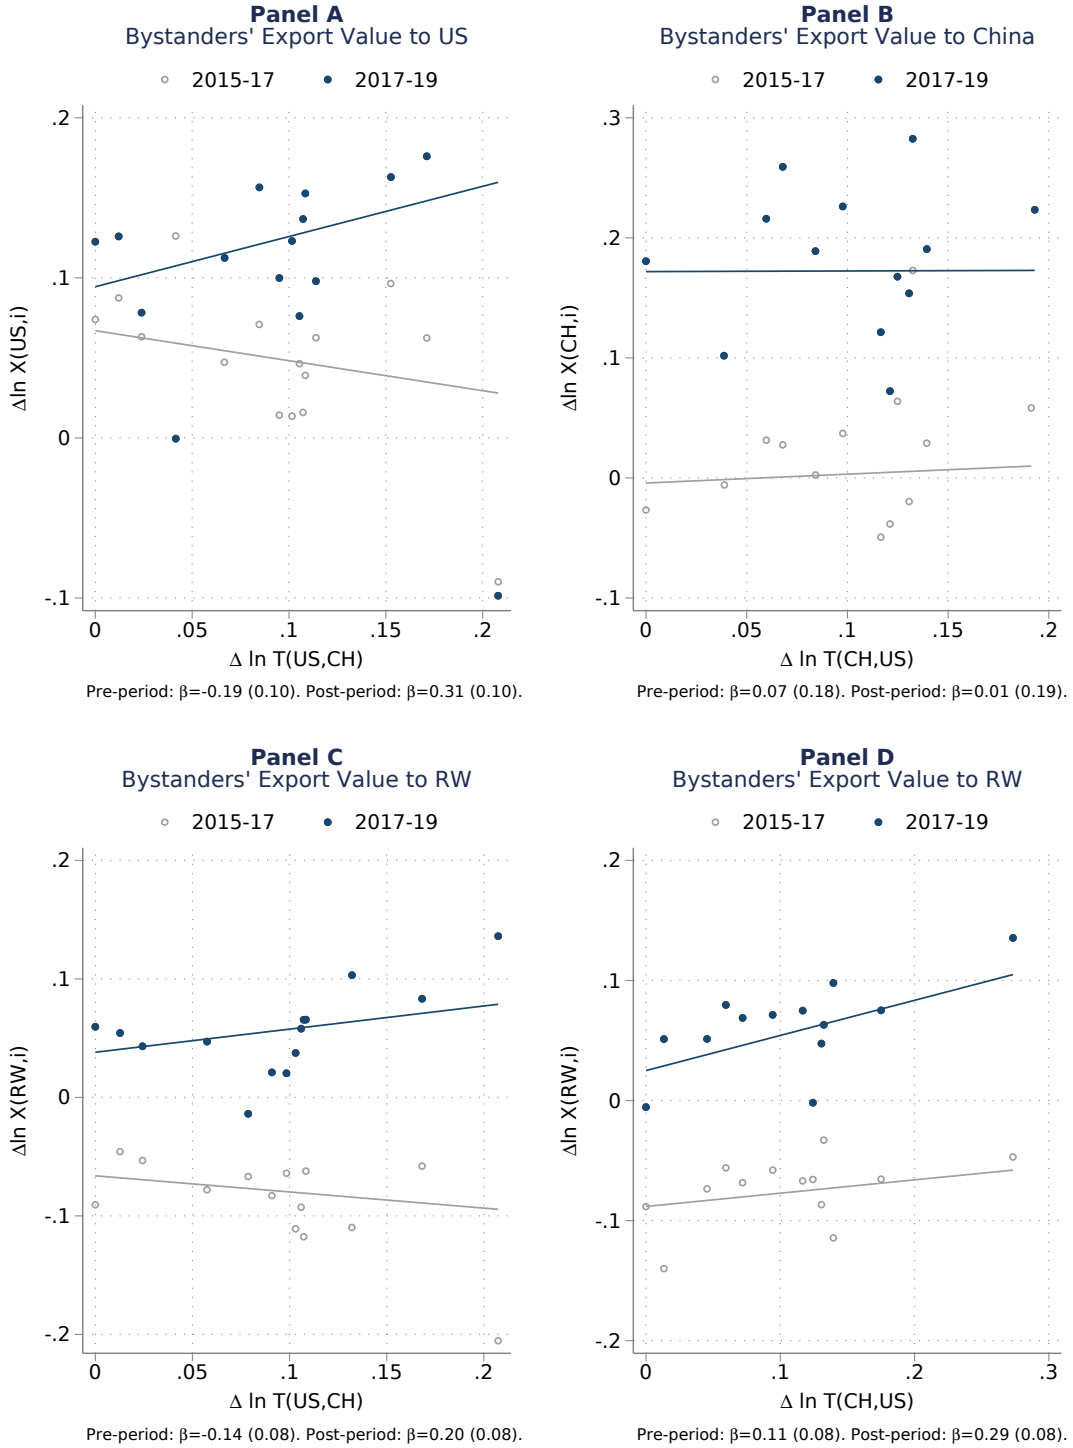 Panel A
Bystanders' Export Value to US
2015-17 2017-19
.2
.1
0
-.1
Δln X(US,i)
0 .05 .1 .15 .2
Δ ln T(US,CH)
Pre-period: β=-0.19 (0.10). Post-period: β=0.31 (0.10).
Panel B
Bystanders' Export Value to China
2015-17 2017-19
.3
.2
.1
0
-.1
Δln X(CH,i)
0 .05 .1 .15 .2
Δ ln T(CH,US)
Pre-period: β=0.07 (0.18). Post-period: β=0.01 (0.19).
Panel C
Bystanders' Export Value to RW
2015-17 2017-19
.2
.1
0
-.1
-.2
Δln X(RW,i)
0 .05 .1 .15 .2
Δ ln T(US,CH)
Pre-period: β=-0.14 (0.08). Post-period: β=0.20 (0.08).
Panel D
Bystanders' Export Value to RW
2015-17 2017-19
.2
.1
0
-.1
-.2
Δln X(RW,i)
0 .1 .2 .3
Δ ln T(CH,US)
Pre-period: β=0.11 (0.08). Post-period: β=0.29 (0.08).